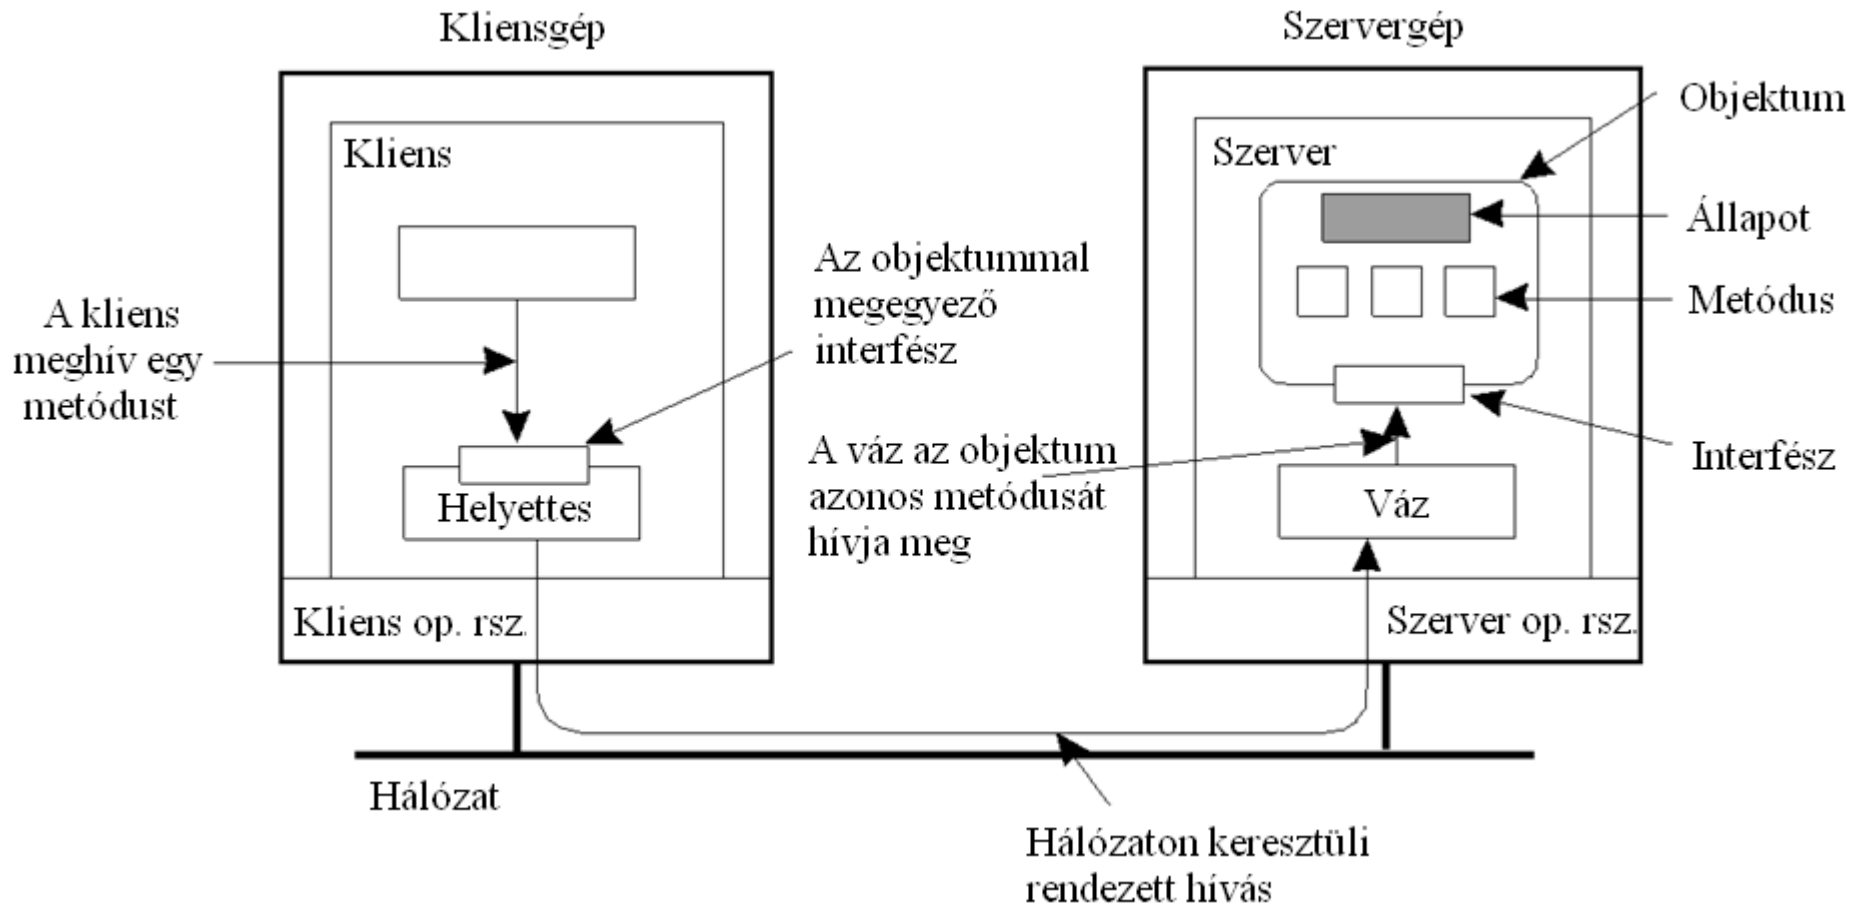 Kliensgép
Szervergép
Kliens
A kliens
meghív egy
metódust
Az objektummal
megegyező
interfész
Helyettes
Kliens op. rsz.
Szerver
Objektum
Állapot
Metódus
Interfész
A váz az objektum
azonos metódusát
hívja meg
Váz
Szerver op. rsz.
Hálózat
Hálózaton keresztüli
rendezett hívás